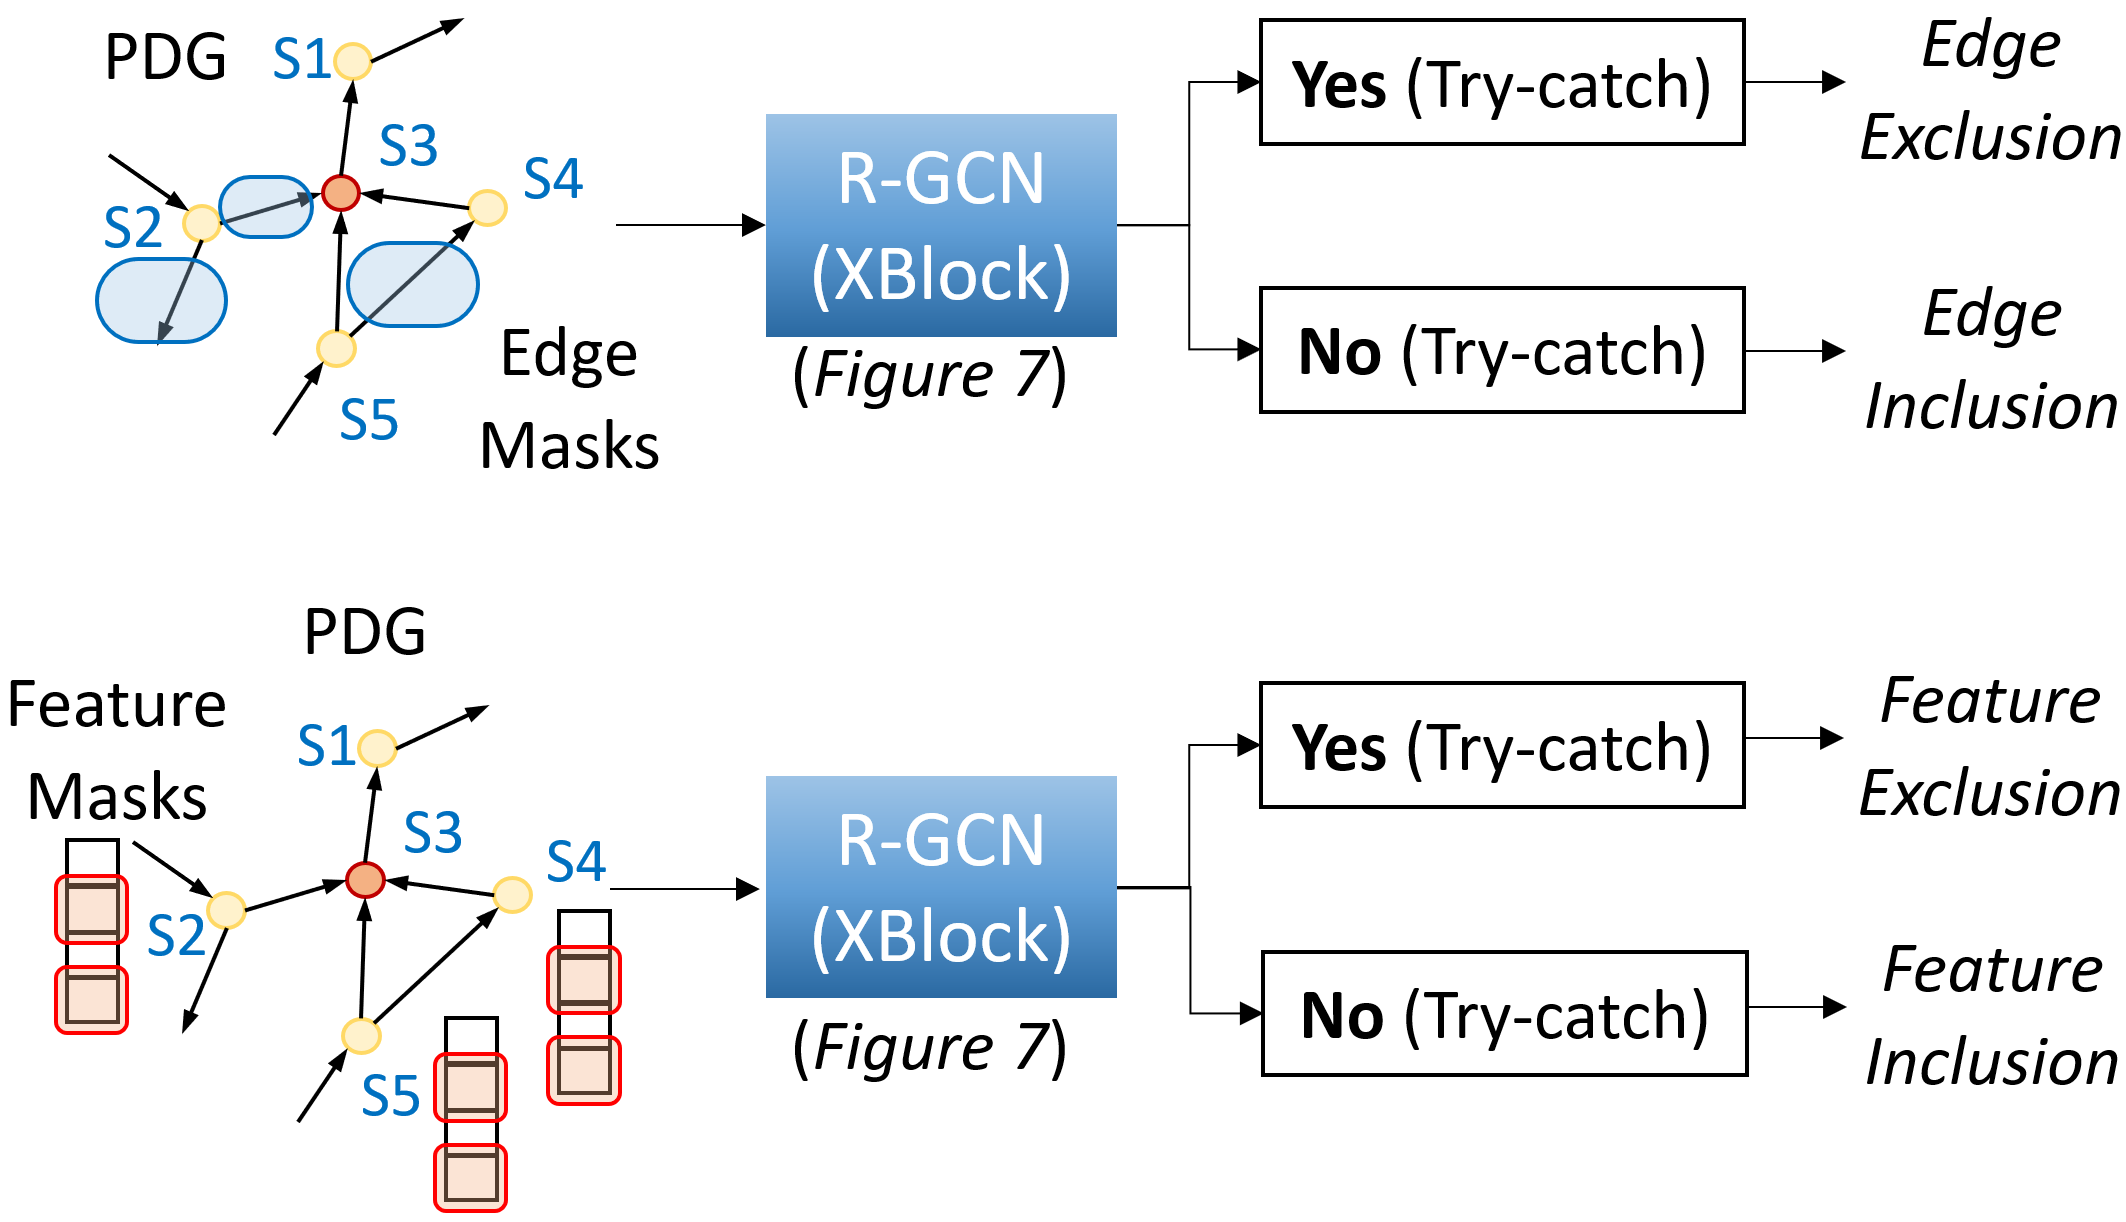 PDG
S1
S3
S4
S2
S5
Edge
Masks
R-GCN
(XBlock)
(Figure 7)
Yes (Try-catch)
Edge
Exclusion
No (Try-catch)
Edge
Inclusion
PDG
Feature
Masks
S1
S3
S4
S2
S5
R-GCN
(XBlock)
(Figure 7)
Yes (Try-catch)
Feature
Exclusion
No (Try-catch)
Feature
Inclusion